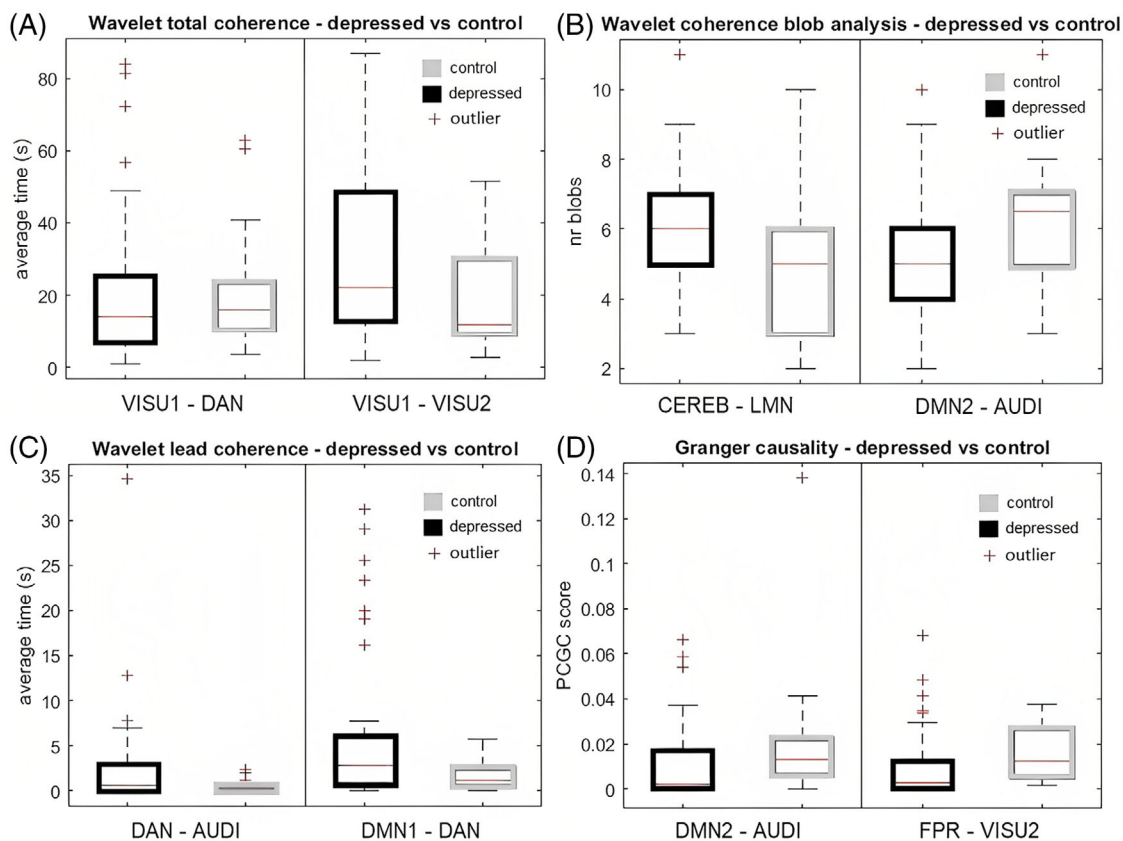 (A) Wavelet total coherence - depressed vs control
average time (s)
80
60
40
20
0
control
depressed
outlier
VISU1 - DAN
VISU1 - VISU2
(B) Wavelet coherence blob analysis - depressed vs control
nr blobs
10
8
6
4
2
control
depressed
outlier
CEREB - LMN
DMN2 - AUDI
(C) Wavelet lead coherence - depressed vs control
average time (s)
35
30
25
20
15
10
5
0
control
depressed
outlier
DAN - AUDI
DMN1 - DAN
(D) Granger causality - depressed vs control
PCGC score
0.14
0.12
0.1
0.08
0.06
0.04
0.02
0
control
depressed
outlier
DMN2 - AUDI
FPR - VISU2